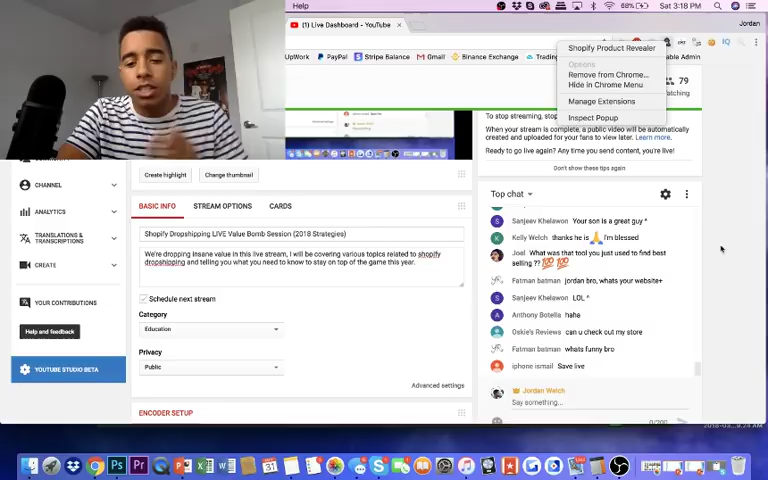 Help
68%
Sat 3:18 PM
Live Dashboard - YouTube
Jordan
UpWork
PayPal
Stripe Balance
Gmail
Binance Exchange
Shopify Product Revealer
Options
Remove from Chrome...
Hide in Chrome Menu
Manage Extensions
Inspect Popup
79
To stop streaming, stop
When your stream is complete, a public video will be automatically
created and uploaded for your fans to view later. Learn more.
Ready to go live again? Any time you send content, you're live!
Don't show these tips again
Create highlight
Change thumbnail
CHANNEL
ANALYTICS
TRANSLATIONS &
TRANSCRIPTIONS
CREATE
YOUR CONTRIBUTIONS
Help and feedback
YOUTUBE STUDIO BETA
BASIC INFO
STREAM OPTIONS
CARDS
Shopify Dropshipping LIVE Value Bomb Session (2018 Strategies)
We're dropping insane value in this live stream, I will be covering various topics related to shopify
dropshipping and telling you what you need to know to stay on top of the game this year.
Schedule next stream
Category
Education
Privacy
Public
Advanced settings
ENCODER SETUP
Top chat
Sanjeev Khelawon Your son is a great guy ^
Kelly Welch thanks he is 🙏 I'm blessed
Joel What was that tool you just used to find best
selling ?? 💯 💯
Fatman batman jordan bro, whats your website+
Sanjeev Khelawon LOL ^
Anthony Botella haha
Oskie's Reviews can u check out my store
Fatman batman whats funny bro
iphone ismail Save live
Jordan Welch
Say something...
0/200